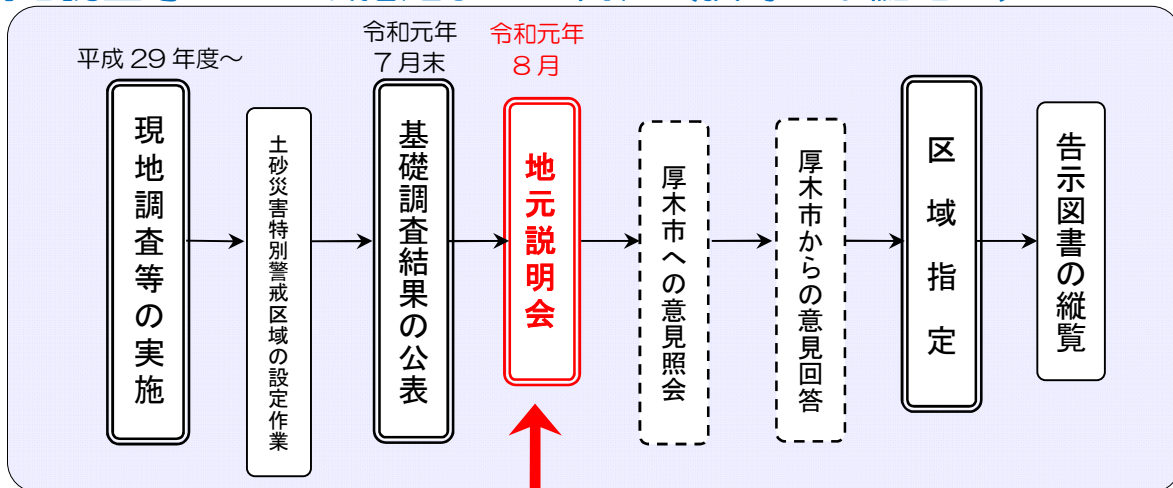 平成 29 年度~
令和元年
7 月末
令和元年
8 月
現地調査等の実施
土砂災害特別警戒区域の設定作業
基礎調査結果の公表
地元説明会
厚木市への意見照会
厚木市からの意見回答
区域指定
告示図書の縦覧